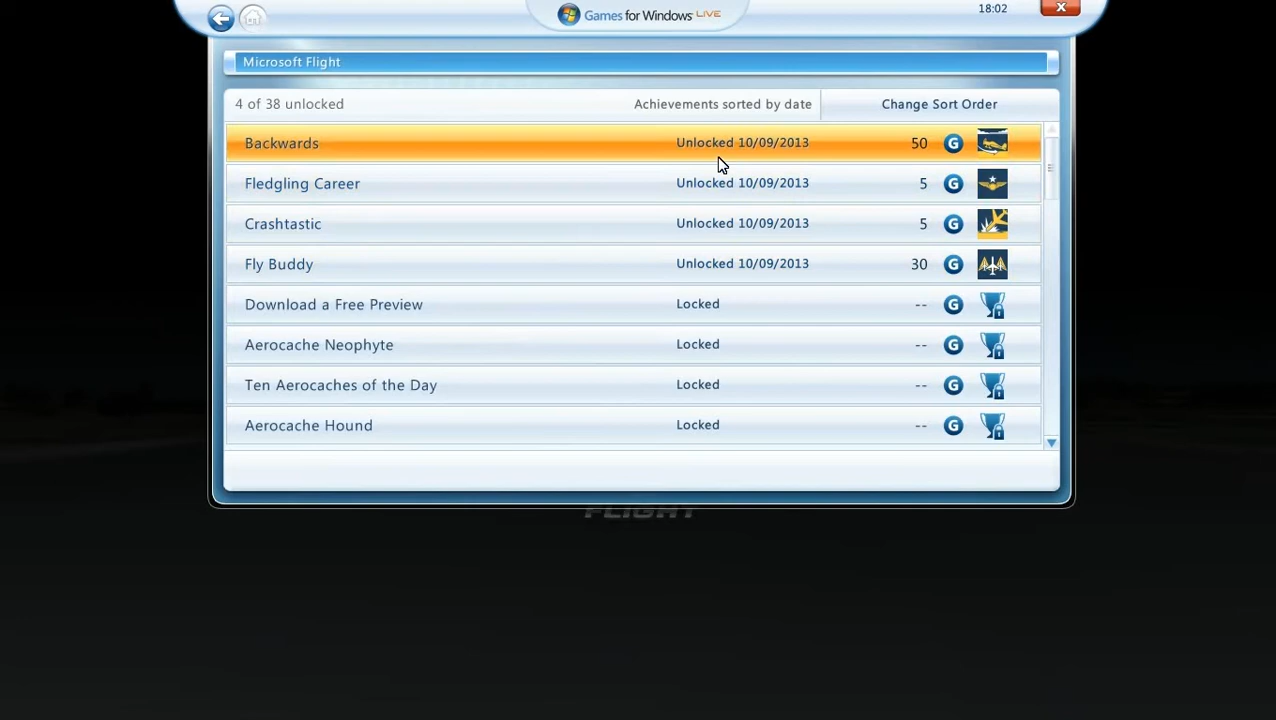 Games for Windows LIVE
18:02
Microsoft Flight
4 of 38 unlocked Achievements sorted by date Change Sort Order
Backwards Unlocked 10/09/2013 50 G
Fledgling Career Unlocked 10/09/2013 5 G
Crashtastic Unlocked 10/09/2013 5 G
Fly Buddy Unlocked 10/09/2013 30 G
Download a Free Preview Locked -- G
Aerocache Neophyte Locked -- G
Ten Aerocaches of the Day Locked -- G
Aerocache Hound Locked -- G
FLIGHT